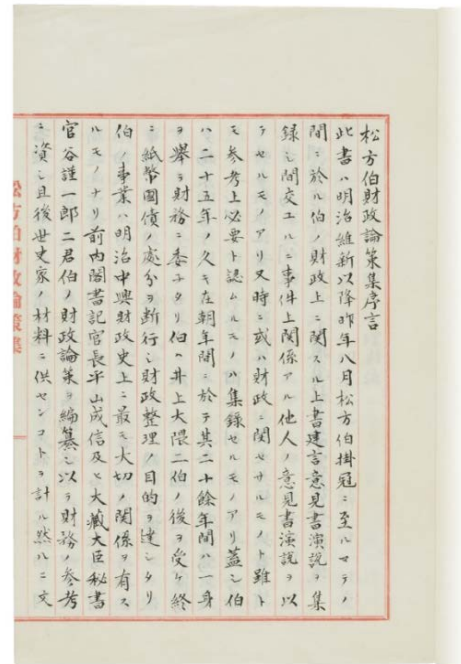 松方伯財政論策集序言
此書ハ明治維新以降昨年八月松方伯掛冠ニ至ルマテノ
間ニ於ル伯ノ財政上ニ関スル上書建言意見書演説ヲ集
録シ間交ユルニ事件上関係アル他人ノ意見書演説ヲ以
テセルモノアリ又時ニ或ハ財政ニ関セサルモノト雖ト
モ参考上必要ト認ムルモノハ集録セルモノアリ蓋シ伯
ハ二十五年ノ久キ在朝年間ニ於テ其二十餘年間ハ一身
ヲ挙ケ財務ニ委子タリ伯ハ井上大隈二伯ノ後ヲ受ケ終
ニ紙幣國債ノ處分ヲ断行シ財政整理ノ目的ヲ達シタリ
伯ノ事業ハ明治中興財政史上ニ最モ大切ノ関係ヲ有ス
ルモノナリ前内閣書記官長平山成信及ヒ大藏大臣秘書
官谷謹一郎二君伯ノ財政論策ヲ編纂シ以テ財務ノ参考
ニ資シ且後世史家ノ材料ニ供センコトヲ計ル然ハニ文
松方伯財政論策集